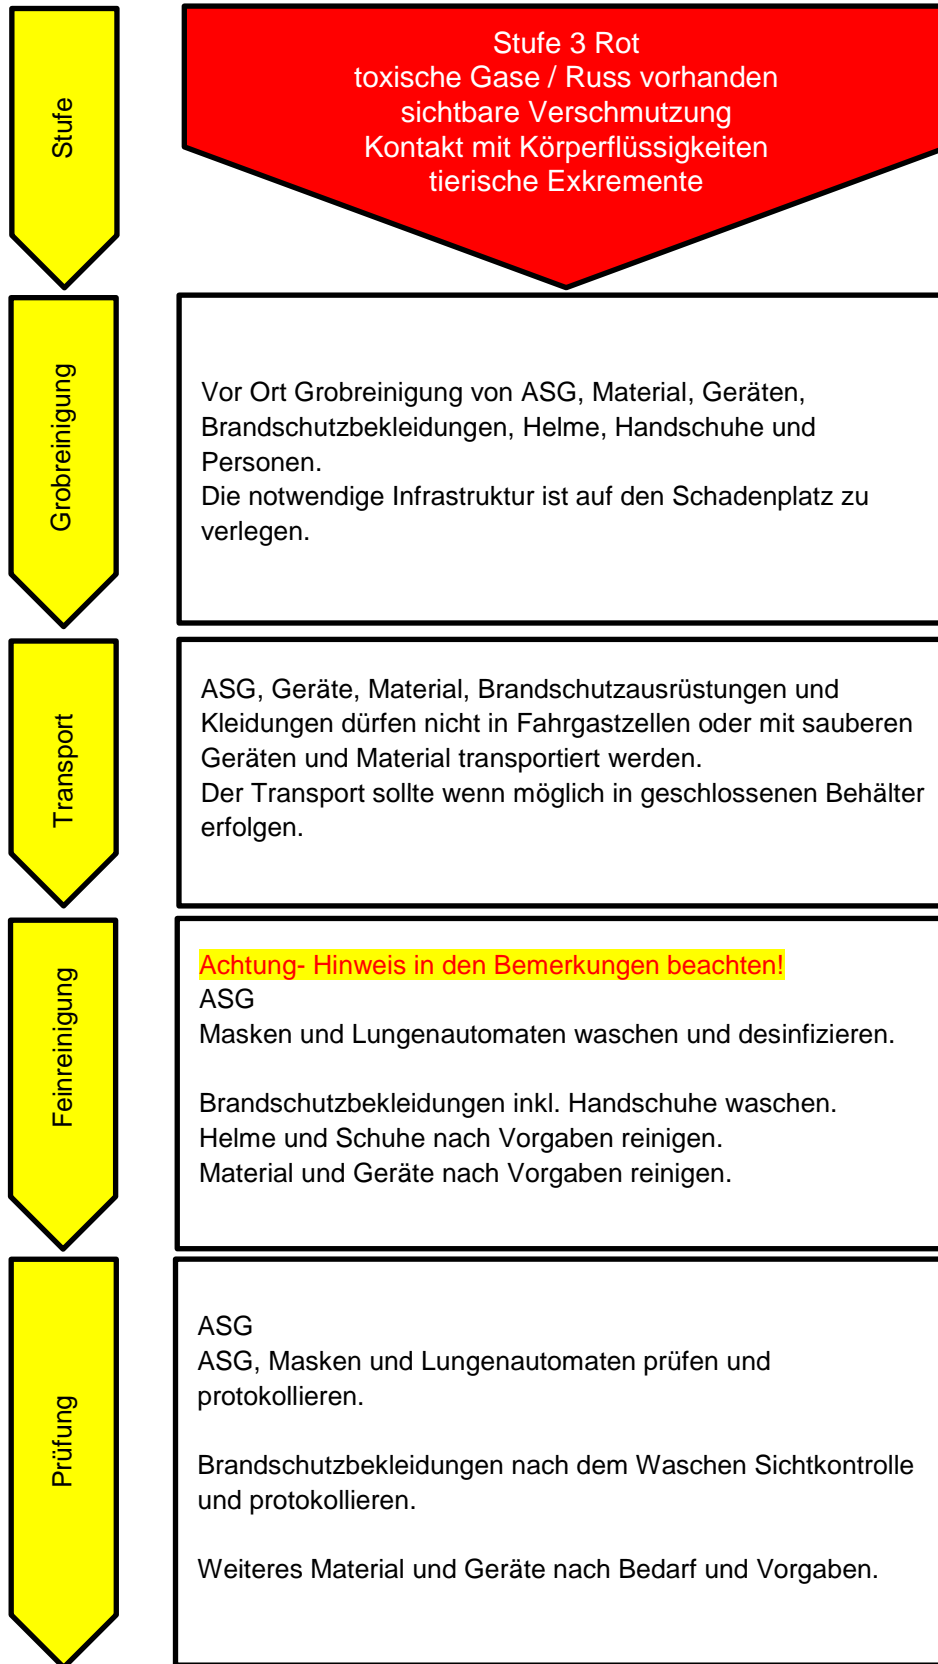 Stufe
Stufe 3 Rot
toxische Gase / Russ vorhanden
sichtbare Verschmutzung
Kontakt mit Körperflüssigkeiten
tierische Exkremente
Grobreinigung
Vor Ort Grobreinigung von ASG, Material, Geräten,
Brandschutzbekleidungen, Helme, Handschuhe und
Personen.
Die notwendige Infrastruktur ist auf den Schadenplatz zu
verlegen.
Transport
ASG, Geräte, Material, Brandschutzausrüstungen und
Kleidungen dürfen nicht in Fahrgastzellen oder mit sauberen
Geräten und Material transportiert werden.
Der Transport sollte wenn möglich in geschlossenen Behälter
erfolgen.
Feinreinigung
Achtung- Hinweis in den Bemerkungen beachten!
ASG
Masken und Lungenautomaten waschen und desinfizieren.
Brandschutzbekleidungen inkl. Handschuhe waschen.
Helme und Schuhe nach Vorgaben reinigen.
Material und Geräte nach Vorgaben reinigen.
Prüfung
ASG
ASG, Masken und Lungenautomaten prüfen und
protokollieren.
Brandschutzbekleidungen nach dem Waschen Sichtkontrolle
und protokollieren.
Weiteres Material und Geräte nach Bedarf und Vorgaben.